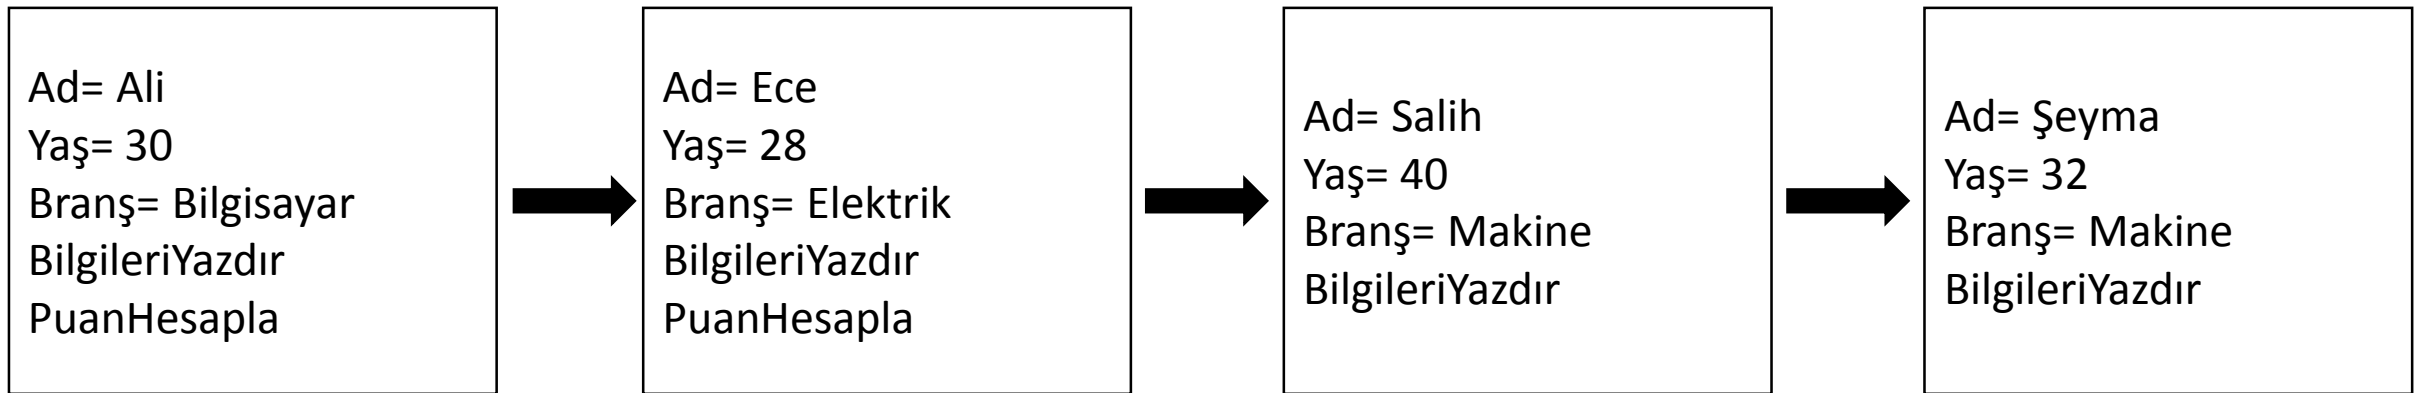 Ad= Ali
Yaş= 30
Branş= Bilgisayar
BilgileriYazdır
PuanHesapla
Ad= Ece
Yaş= 28
Branş= Elektrik
BilgileriYazdır
PuanHesapla
Ad= Salih
Yaş= 40
Branş= Makine
BilgileriYazdır
Ad= Şeyma
Yaş= 32
Branş= Makine
BilgileriYazdır